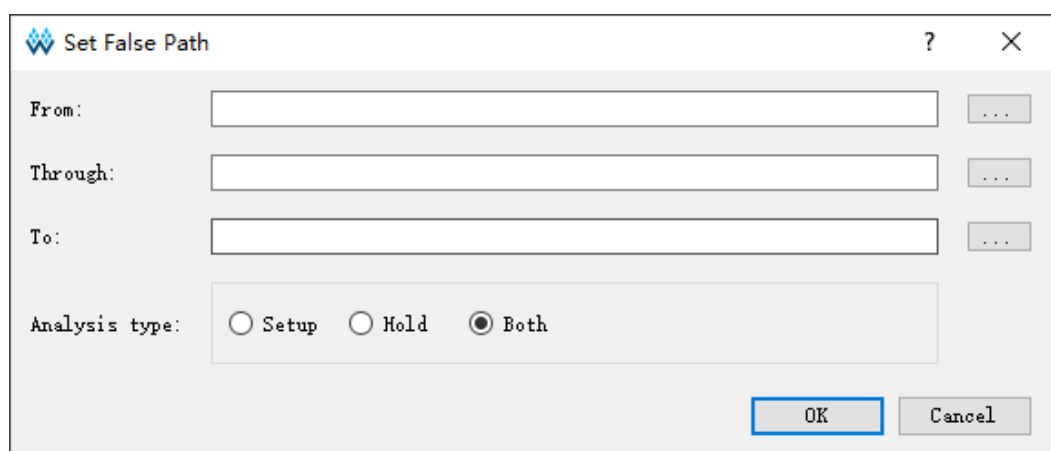 Set False Path ?
From: ...
Through: ...
To: ...
Analysis type: Setup Hold Both
OK Cancel